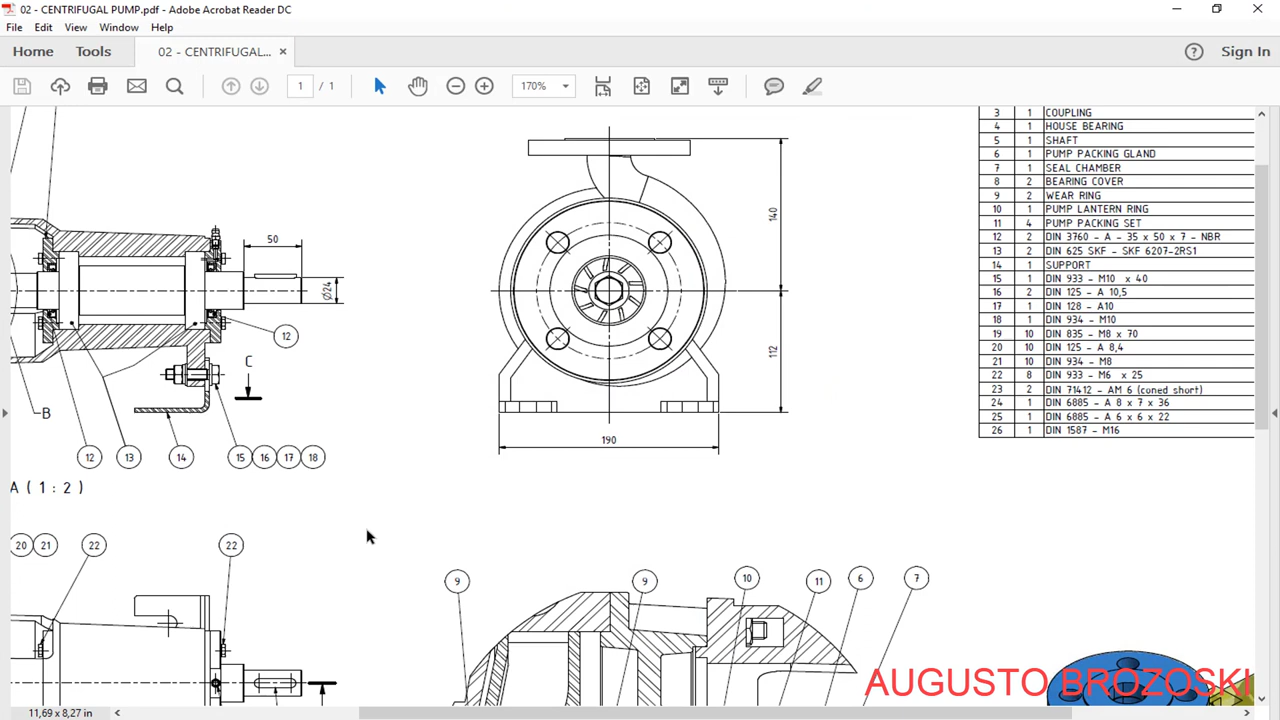 02 - CENTRIFUGAL PUMP.pdf - Adobe Acrobat Reader DC
File Edit View Window Help
Home Tools 02 - CENTRIFUGAL... × Sign In
1 / 1 170%
3 1 COUPLING
4 1 HOUSE BEARING
5 1 SHAFT
6 1 PUMP PACKING GLAND
7 1 SEAL CHAMBER
8 2 BEARING COVER
9 2 WEAR RING
10 1 PUMP LANTERN RING
11 4 PUMP PACKING SET
12 2 DIN 3760 - A - 35 x 50 x 7 - NBR
13 2 DIN 625 SKF - SKF 6207-2RS1
14 1 SUPPORT
15 1 DIN 933 - M10 x 40
16 2 DIN 125 - A 10,5
17 1 DIN 128 - A10
18 1 DIN 934 - M10
19 10 DIN 835 - M8 x 70
20 10 DIN 125 - A 8,4
21 10 DIN 934 - M8
22 8 DIN 933 - M6 x 25
23 2 DIN 71412 - AM 6 (coned short)
24 1 DIN 6885 - A 8 x 7 x 36
25 1 DIN 6885 - A 6 x 6 x 22
26 1 DIN 1587 - M16
140
50
Ø24
12
112
C
B
190
12 13 14 15 16 17 18
A ( 1 : 2 )
20 21 22 22
9 9 10 11 6 7
AUGUSTO BROZOSKI
11,69 x 8,27 in